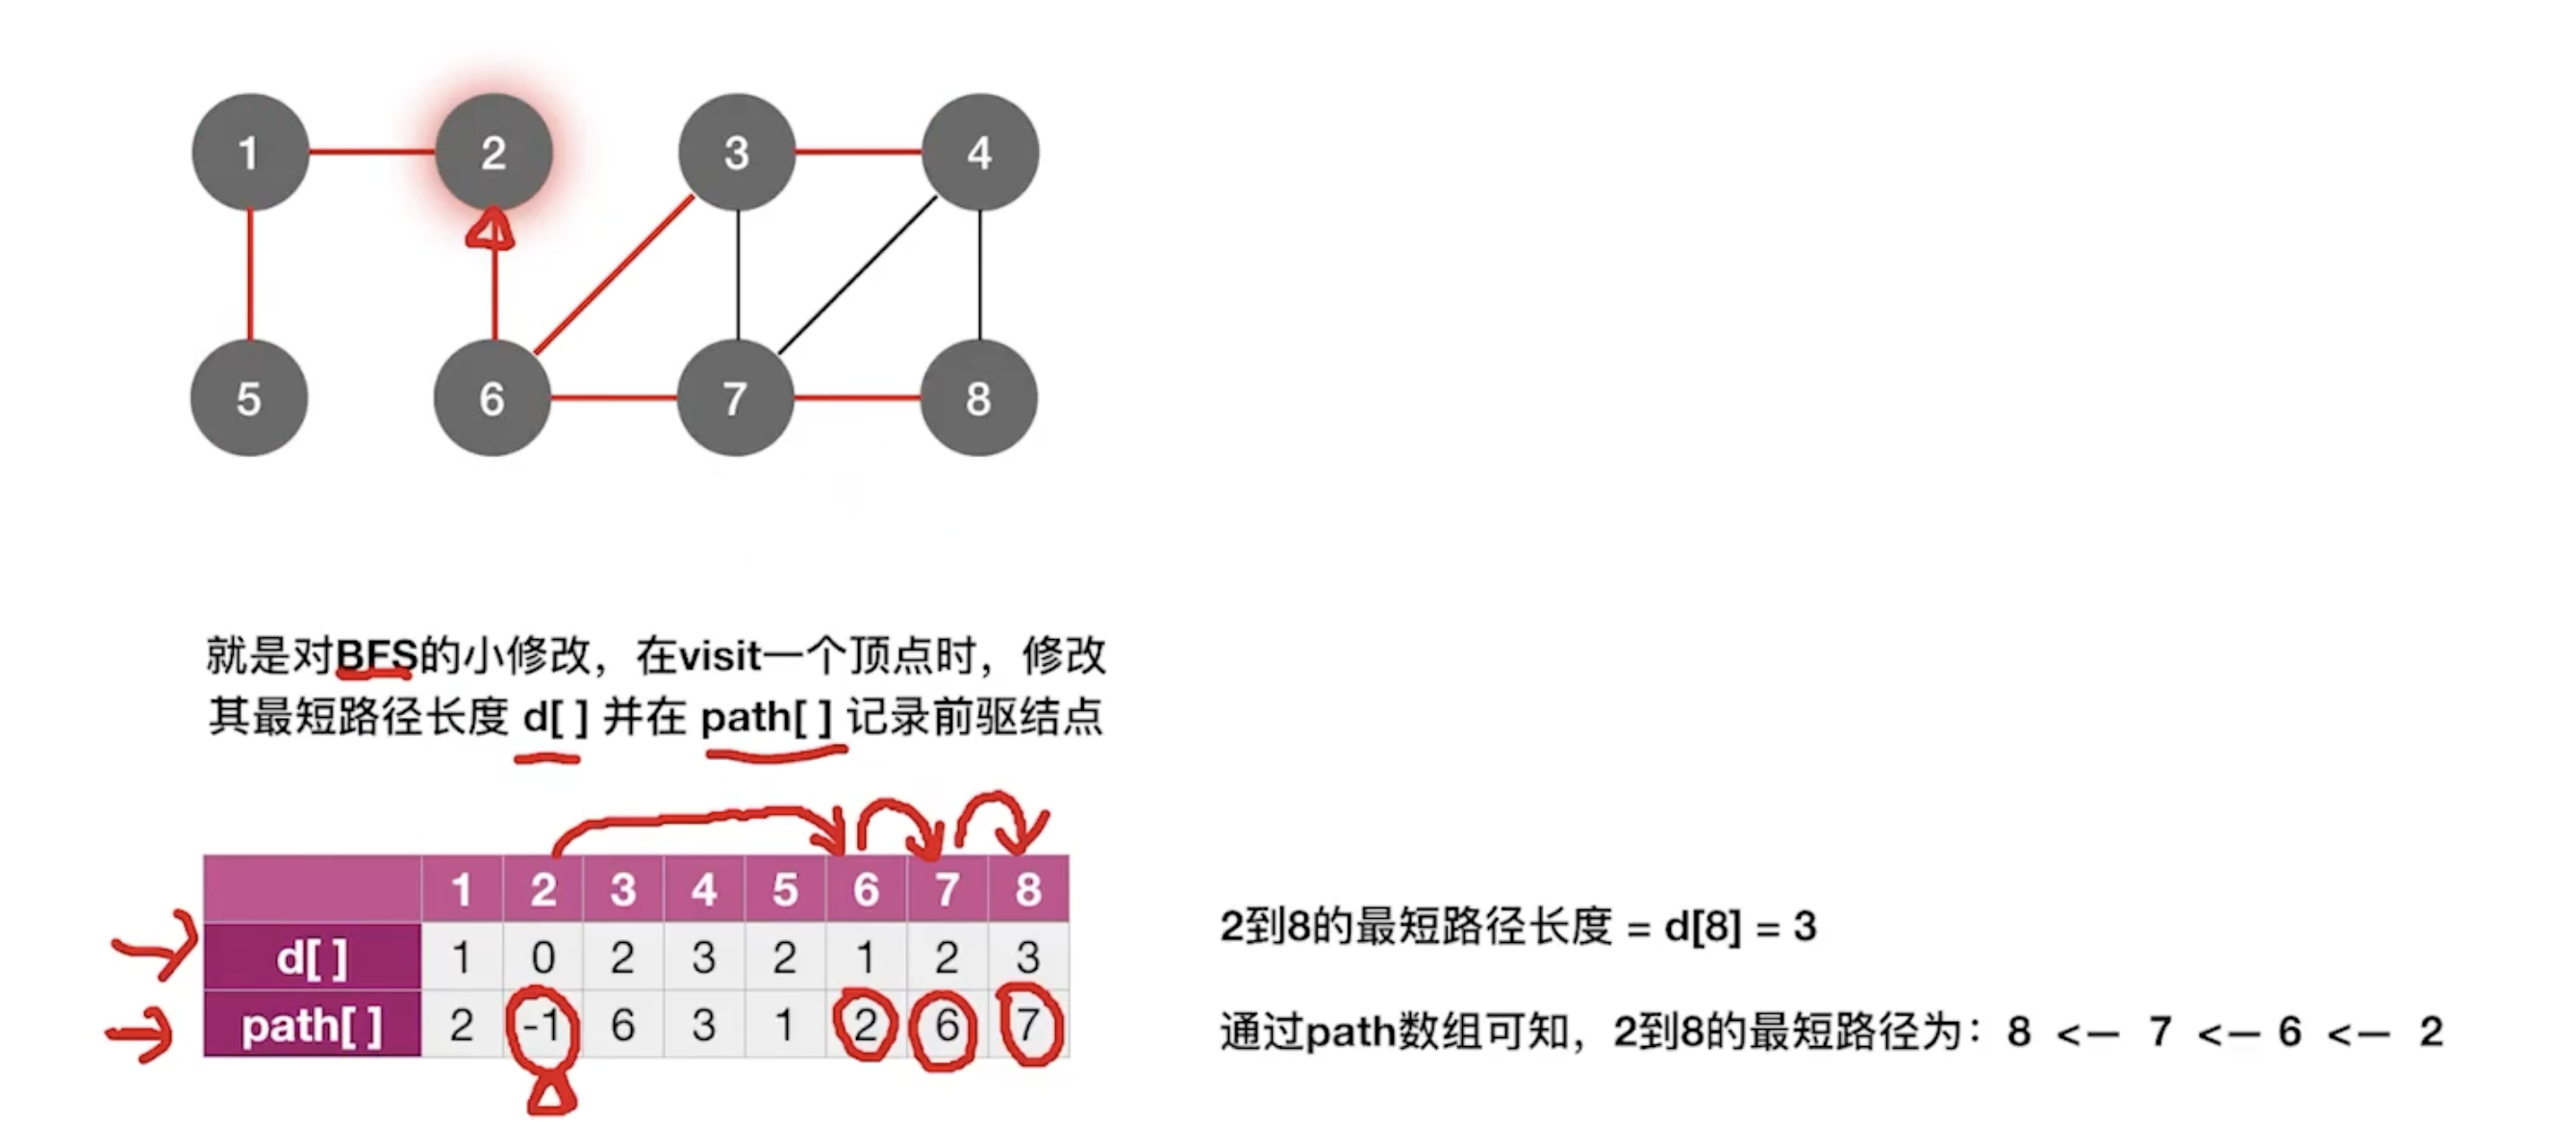 1 2 3 4
5 6 7 8
就是对BFS的小修改，在visit一个顶点时，修改
其最短路径长度 d[ ] 并在 path[ ] 记录前驱结点
1 2 3 4 5 6 7 8
d[ ] 1 0 2 3 2 1 2 3
path[ ] 2 -1 6 3 1 2 6 7
2到8的最短路径长度 = d[8] = 3
通过path数组可知，2到8的最短路径为：8 <— 7 <— 6 <— 2